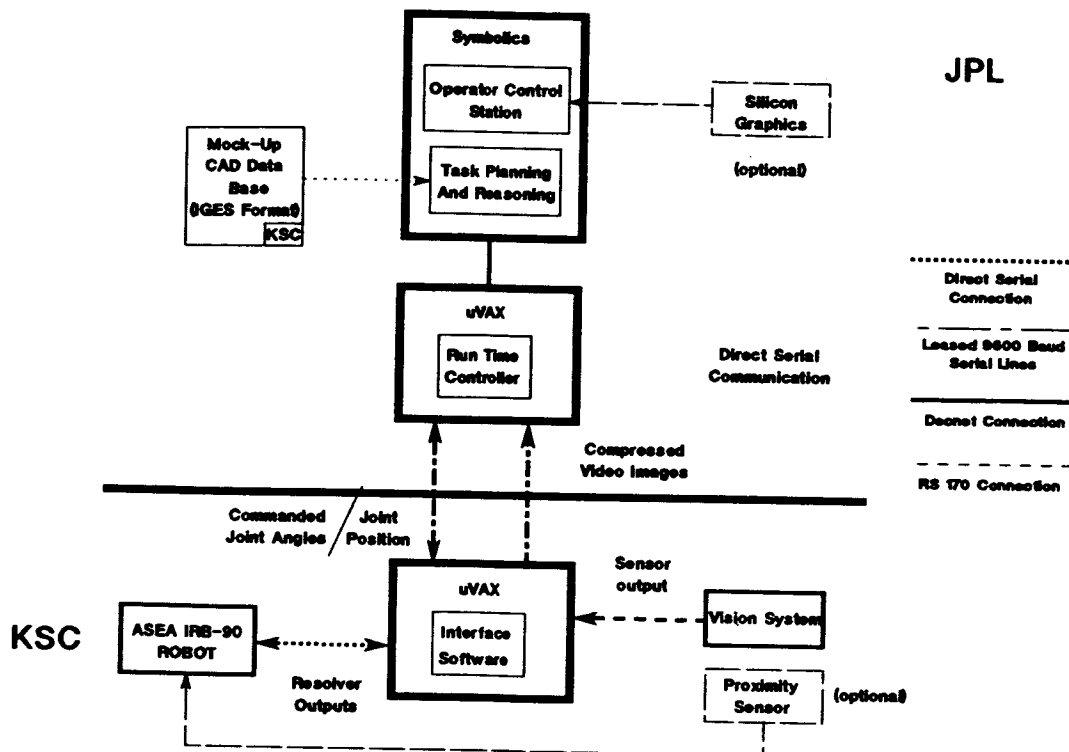 Symbolics
Operator Control
Station
JPL
Silicon
Graphics
(optional)
Mock-Up
CAD Data
Base
(IGES Format)
KSC
Task Planning
And Reasoning
Direct Serial
Connection
uVAX
Run Time
Controller
Direct Serial
Communication
Leased 9600 Baud
Serial Lines
Decnet Connection
RS 170 Connection
Compressed
Video Images
Commanded
Joint Angles
/ Joint
Position
KSC
ASEA IRB-90
ROBOT
Resolver
Outputs
uVAX
Interface
Software
Sensor
output
Vision System
Proximity
Sensor
(optional)